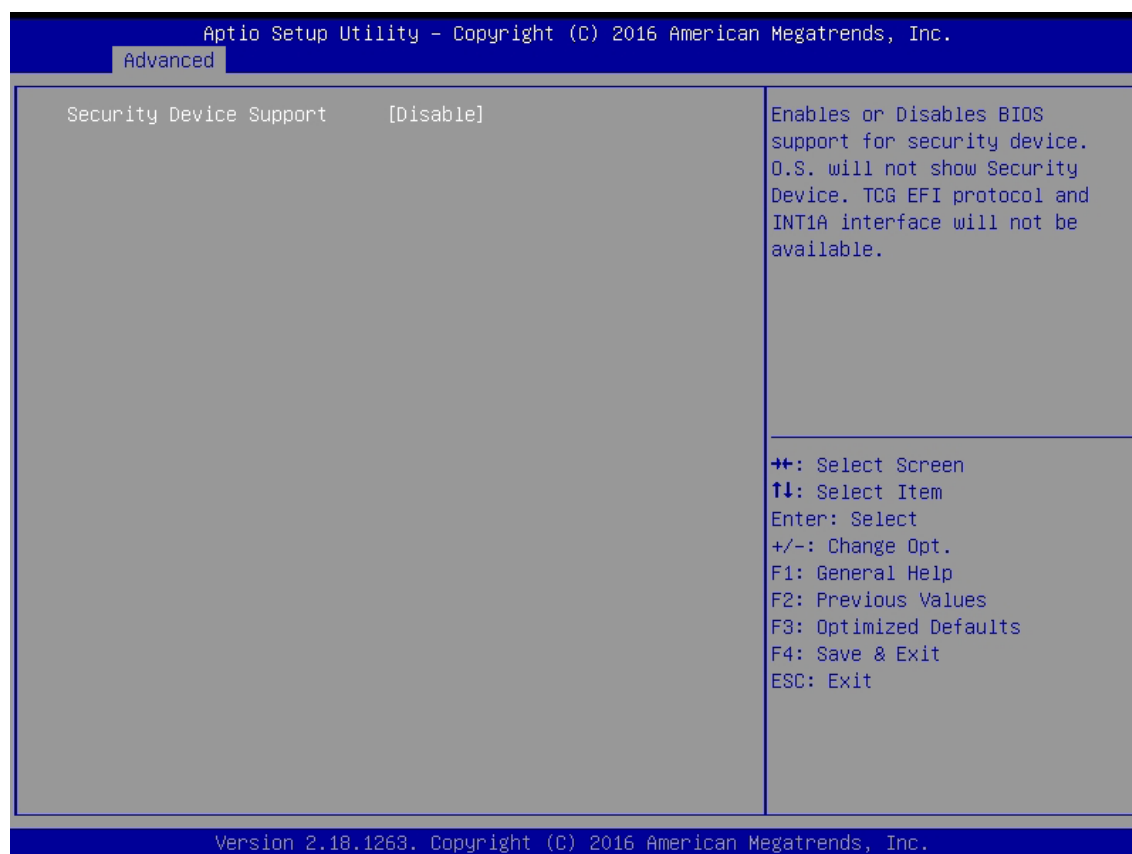 Aptio Setup Utility – Copyright (C) 2016 American Megatrends, Inc.
Advanced
Security Device Support [Disable]
Enables or Disables BIOS
support for security device.
O.S. will not show Security
Device. TCG EFI protocol and
INT1A interface will not be
available.
→←: Select Screen
↑↓: Select Item
Enter: Select
+/-: Change Opt.
F1: General Help
F2: Previous Values
F3: Optimized Defaults
F4: Save & Exit
ESC: Exit
Version 2.18.1263. Copyright (C) 2016 American Megatrends, Inc.